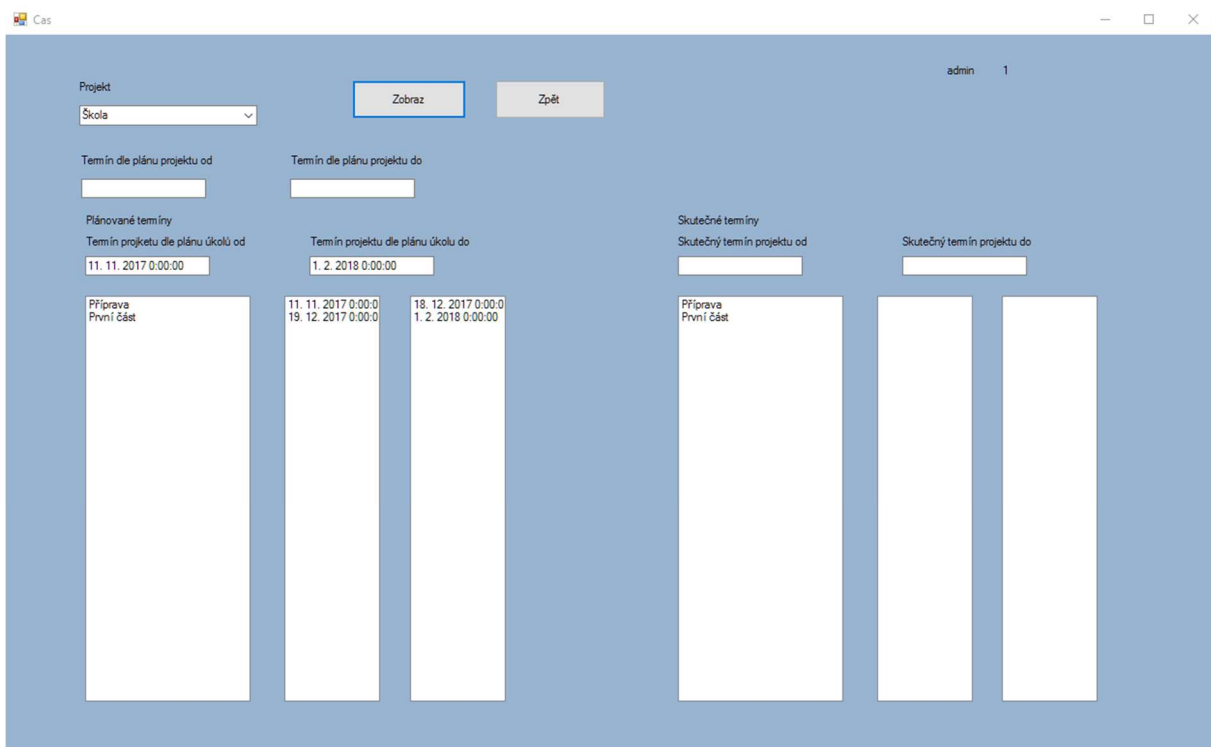 Cas
admin 1
Projekt
Zobraz Zpět
Škola
Termín dle plánu projektu od Termín dle plánu projektu do
Plánované termíny Skutečné termíny
Termín projketu dle plánu úkolů od Termín projektu dle plánu úkolu do Skutečný termín projektu od Skutečný termín projektu do
11. 11. 2017 0:00:00 1. 2. 2018 0:00:00
Příprava 11. 11. 2017 0:00:0 18. 12. 2017 0:00:0 Příprava
První část 19. 12. 2017 0:00:0 1. 2. 2018 0:00:00 První část